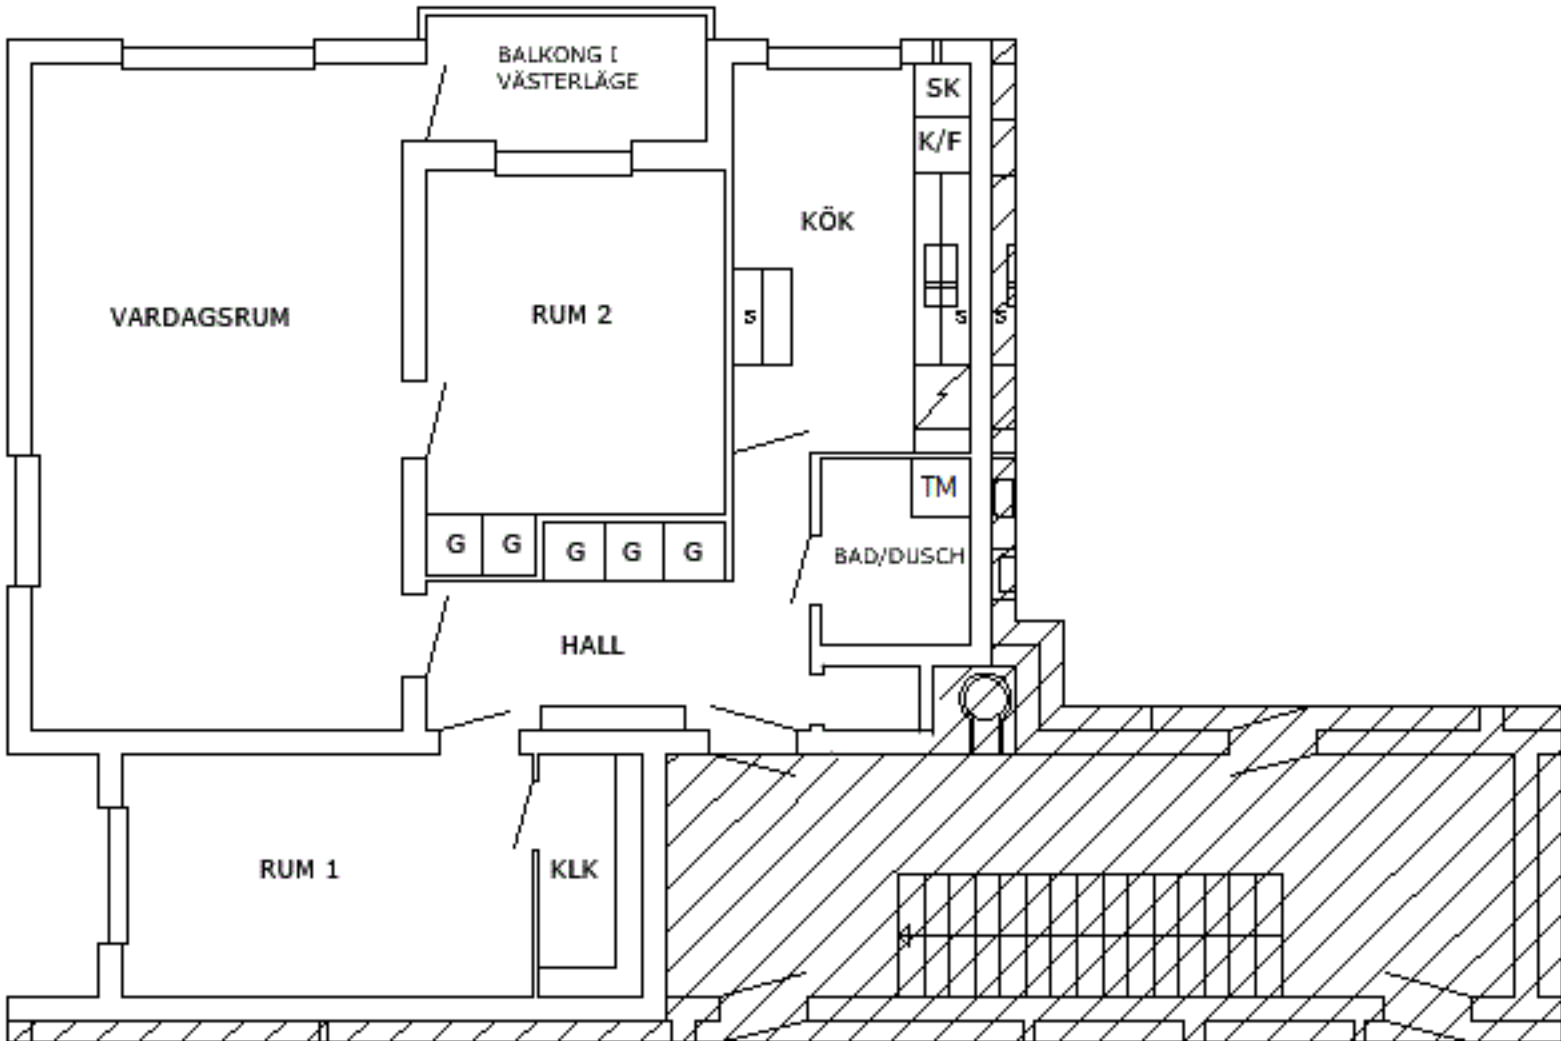 BALKONG I
VÄSTERLÄGE
SK
K/F
KÖK
VARDAGSRUM
RUM 2
s
s
s
TM
G
G
G
G
G
BAD/DUSCH
HALL
RUM 1
KLK